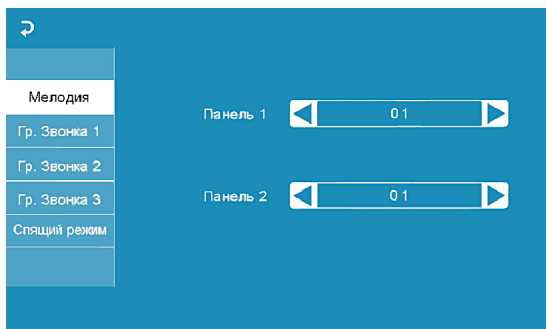 Мелодия
Гр. Звонка 1
Гр. Звонка 2
Гр. Звонка 3
Спящий режим
Панель 1 01
Панель 2 01